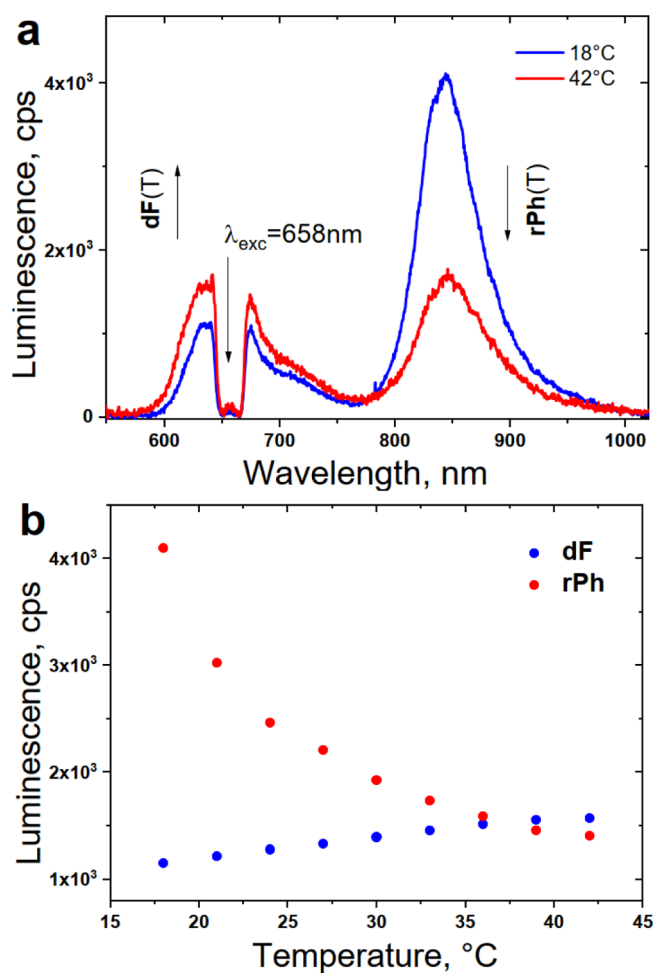 a
18°C
42°C
4x10³
2x10³
0
Luminescence, cps
dF(T)
λexc=658nm
rPh(T)
600
700
800
900
1000
Wavelength, nm
b
dF
rPh
4x10³
3x10³
2x10³
1x10³
Luminescence, cps
15
20
25
30
35
40
45
Temperature, °C